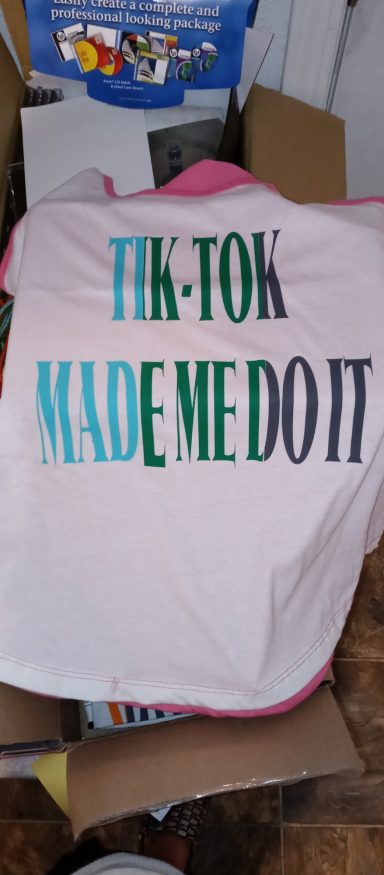 Easily create a complete and
professional looking package
TIK-TOK
MADE ME DO IT